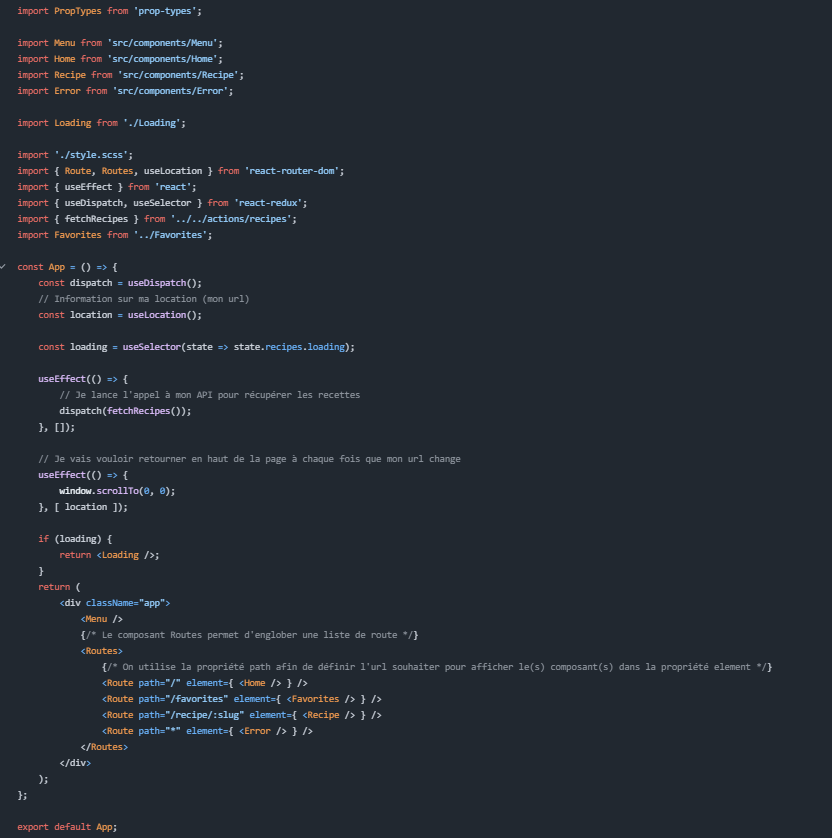 import PropTypes from 'prop-types';

import Menu from 'src/components/Menu';
import Home from 'src/components/Home';
import Recipe from 'src/components/Recipe';
import Error from 'src/components/Error';

import Loading from './Loading';

import './style.scss';
import { Route, Routes, useLocation } from 'react-router-dom';
import { useEffect } from 'react';
import { useDispatch, useSelector } from 'react-redux';
import { fetchRecipes } from '../../actions/recipes';
import Favorites from '../Favorites';

const App = () => {
    const dispatch = useDispatch();
    // Information sur ma location (mon url)
    const location = useLocation();

    const loading = useSelector(state => state.recipes.loading);

    useEffect(() => {
        // Je lance l'appel à mon API pour récupérer les recettes
        dispatch(fetchRecipes());
    }, []);

    // Je vais vouloir retourner en haut de la page à chaque fois que mon url change
    useEffect(() => {
        window.scrollTo(0, 0);
    }, [ location ]);

    if (loading) {
        return <Loading />;
    }
    return (
        <div className="app">
            <Menu />
            {/* Le composant Routes permet d'englober une liste de route */}
            <Routes>
                {/* On utilise la propriété path afin de définir l'url souhaiter pour afficher le(s) composant(s) dans la propriété element */}
                <Route path="/" element={ <Home /> } />
                <Route path="/favorites" element={ <Favorites /> } />
                <Route path="/recipe/:slug" element={ <Recipe /> } />
                <Route path="*" element={ <Error /> } />
            </Routes>
        </div>
    );
};

export default App;